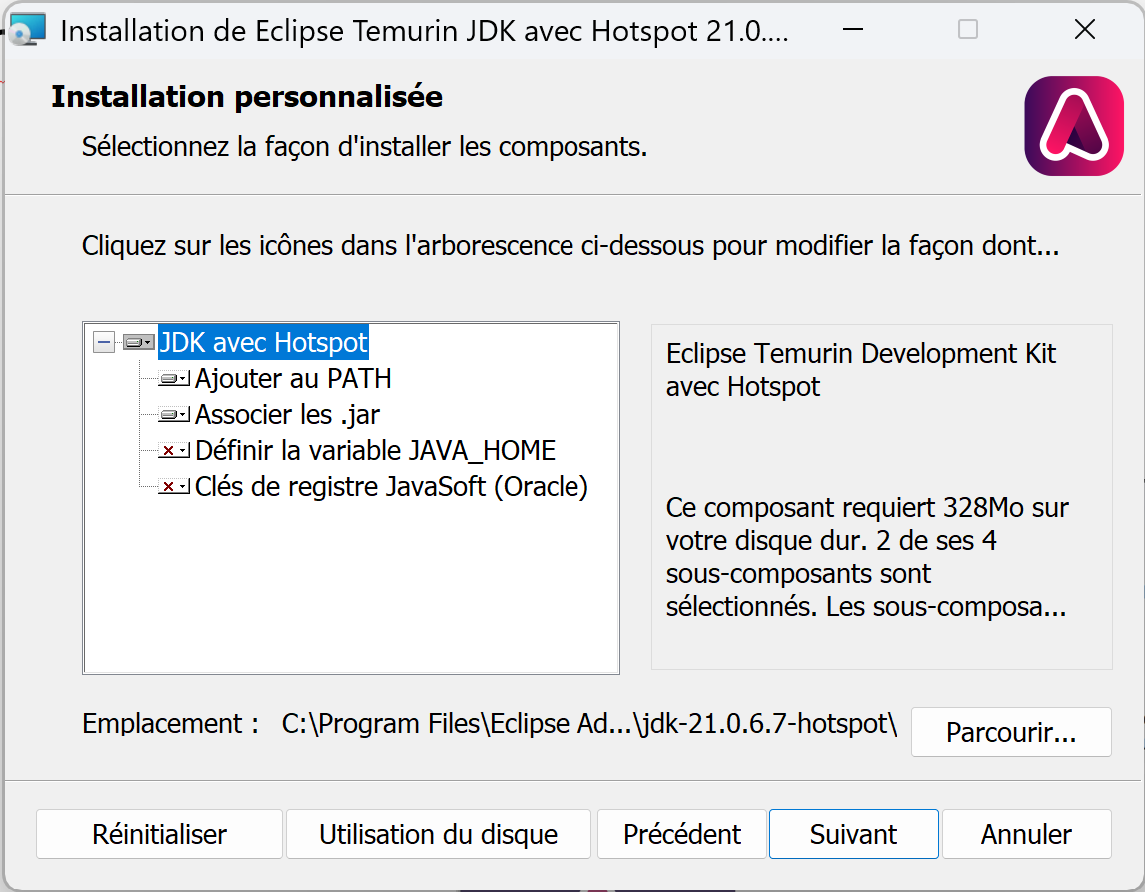 Installation de Eclipse Temurin JDK avec Hotspot 21.0....
Installation personnalisée
Sélectionnez la façon d'installer les composants.
Cliquez sur les icônes dans l'arborescence ci-dessous pour modifier la façon dont...
JDK avec Hotspot
Ajouter au PATH
Associer les .jar
Définir la variable JAVA_HOME
Clés de registre JavaSoft (Oracle)
Eclipse Temurin Development Kit
avec Hotspot
Ce composant requiert 328Mo sur
votre disque dur. 2 de ses 4
sous-composants sont
sélectionnés. Les sous-composa...
Emplacement : C:\Program Files\Eclipse Ad...\jdk-21.0.6.7-hotspot\
Parcourir...
Réinitialiser
Utilisation du disque
Précédent
Suivant
Annuler